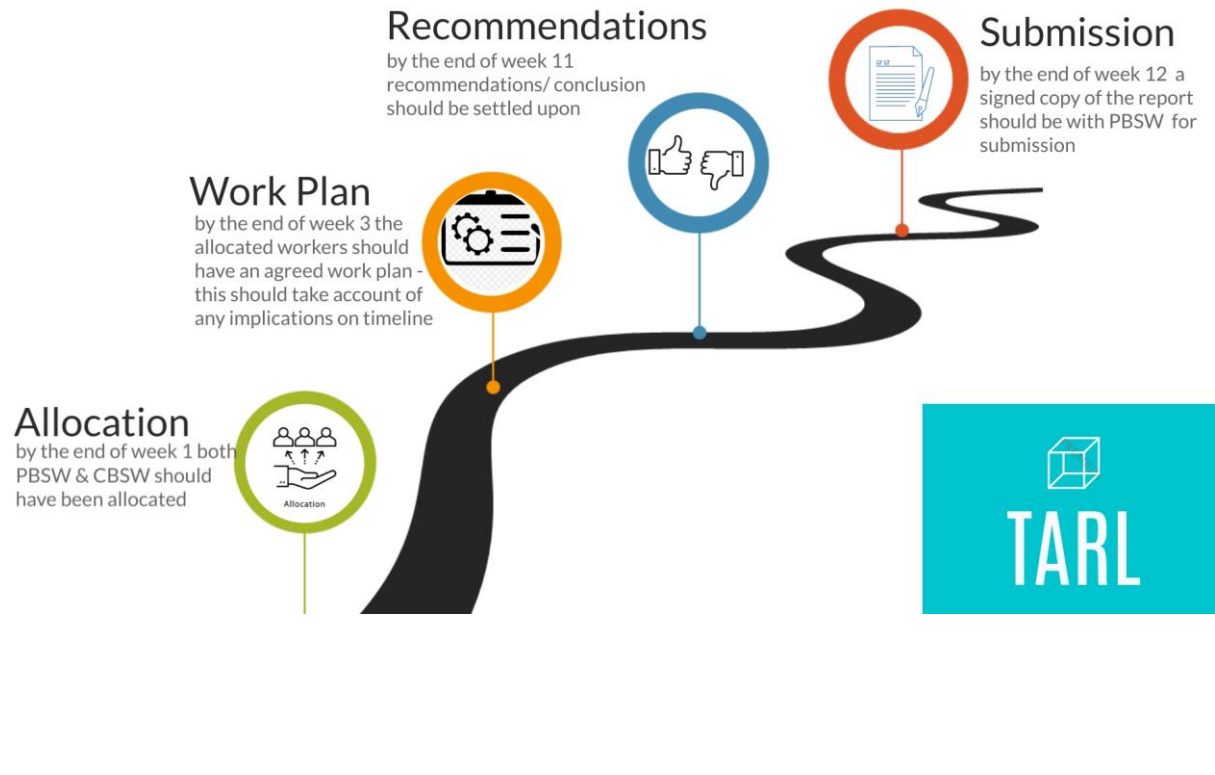 Recommendations
by the end of week 11
recommendations/ conclusion
should be settled upon
Submission
by the end of week 12 a
signed copy of the report
should be with PBSW for
submission
Work Plan
by the end of week 3 the
allocated workers should
have an agreed work plan -
this should take account of
any implications on timeline
Allocation
by the end of week 1 both
PBSW & CBSW should
have been allocated
Allocation
TARL